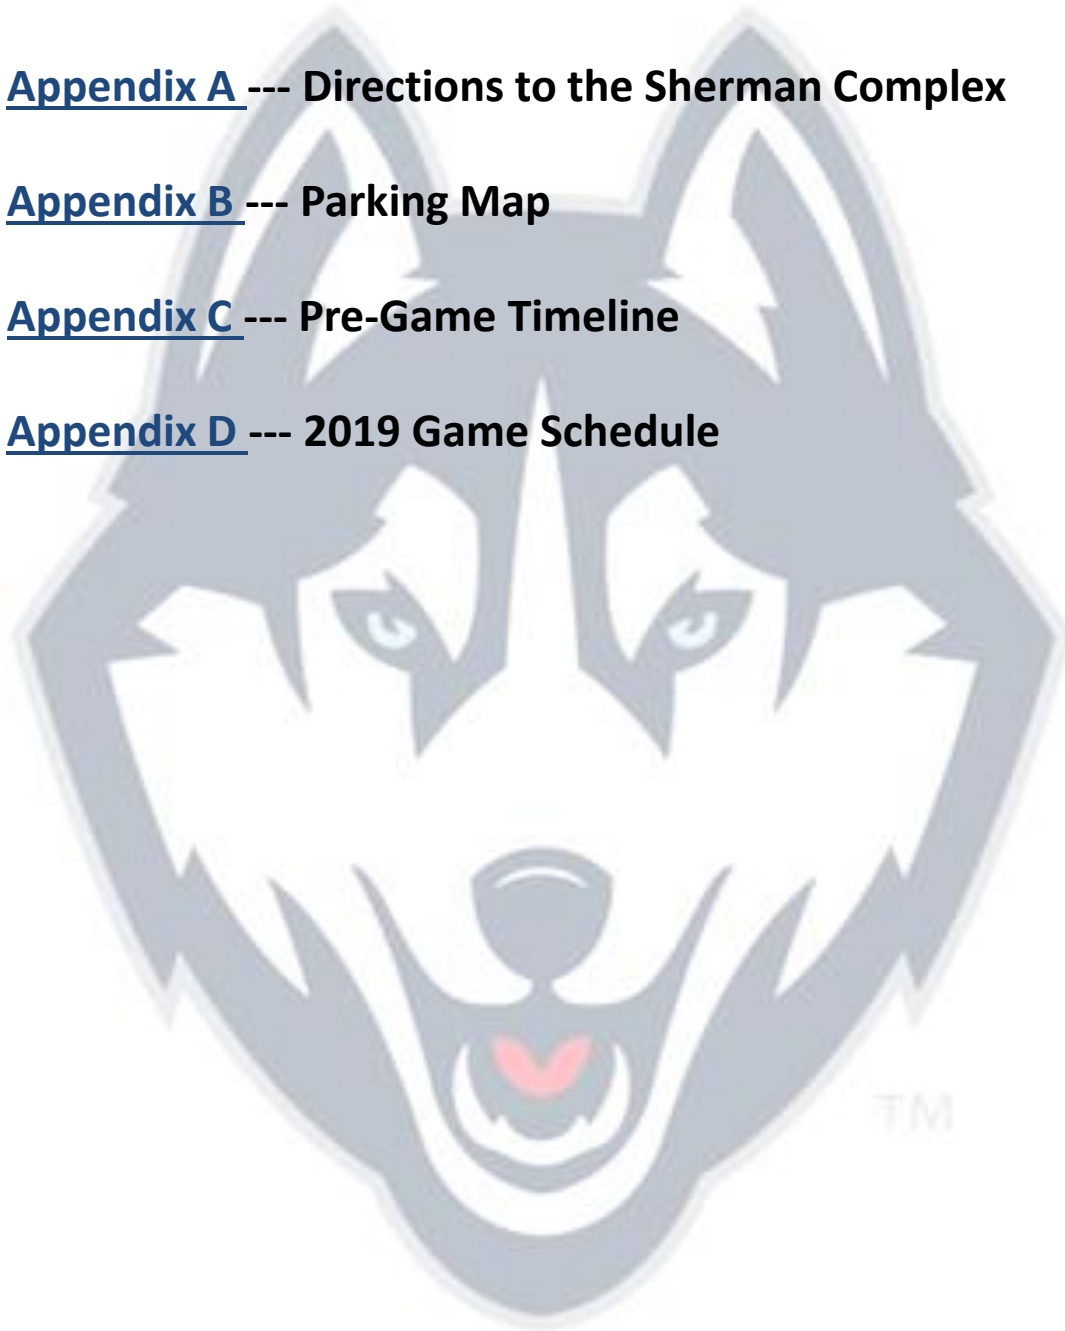 Appendix A --- Directions to the Sherman Complex
Appendix B --- Parking Map
Appendix C --- Pre-Game Timeline
Appendix D --- 2019 Game Schedule
TM